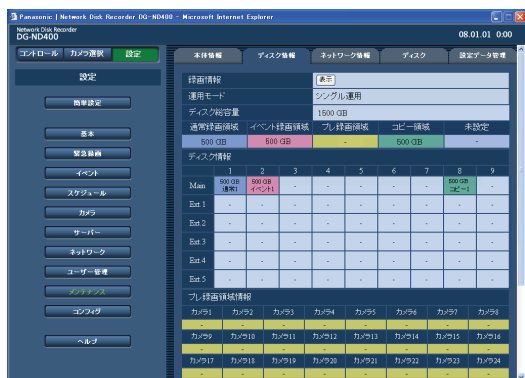 Panasonic | Network Disk Recorder DG-ND400 - Microsoft Internet Explorer
Network Disk Recorder
DG-ND400
08.01.01 0:00
コントロール カメラ選択 設定
本体情報 ディスク情報 ネットワーク情報 ディスク 設定データ管理
設定
簡単設定
基本
緊急録画
イベント
スケジュール
カメラ
サーバー
ネットワーク
ユーザー管理
メンテナンス
コンフィグ
ヘルプ
録画情報 表示
運用モード シングル運用
ディスク総容量 1500 GB
通常録画領域 イベント録画領域 プレ録画領域 コピー領域 未設定
500 GB 500 GB - 500 GB -
ディスク情報
1 2 3 4 5 6 7 8 9
Main 500 GB 通常1 500 GB イベント1 - - - - - 500 GB コピー1 -
Ext.1 - - - - - - - - -
Ext.2 - - - - - - - - -
Ext.3 - - - - - - - - -
Ext.4 - - - - - - - - -
Ext.5 - - - - - - - - -
プレ録画領域情報
カメラ1 カメラ2 カメラ3 カメラ4 カメラ5 カメラ6 カメラ7 カメラ8
- - - - - - - -
カメラ9 カメラ10 カメラ11 カメラ12 カメラ13 カメラ14 カメラ15 カメラ16
- - - - - - - -
カメラ17 カメラ18 カメラ19 カメラ20 カメラ21 カメラ22 カメラ23 カメラ24
- - - - - - - -